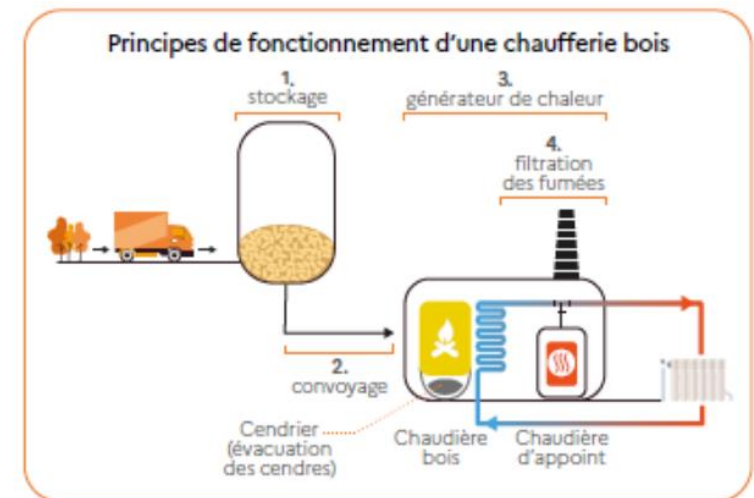 Principes de fonctionnement d'une chaufferie bois
1.
stockage
3.
générateur de chaleur
4.
filtration
des fumées
2.
convoyage
Cendrier
(évacuation
des cendres)
Chaudière
bois
Chaudière
d'appoint